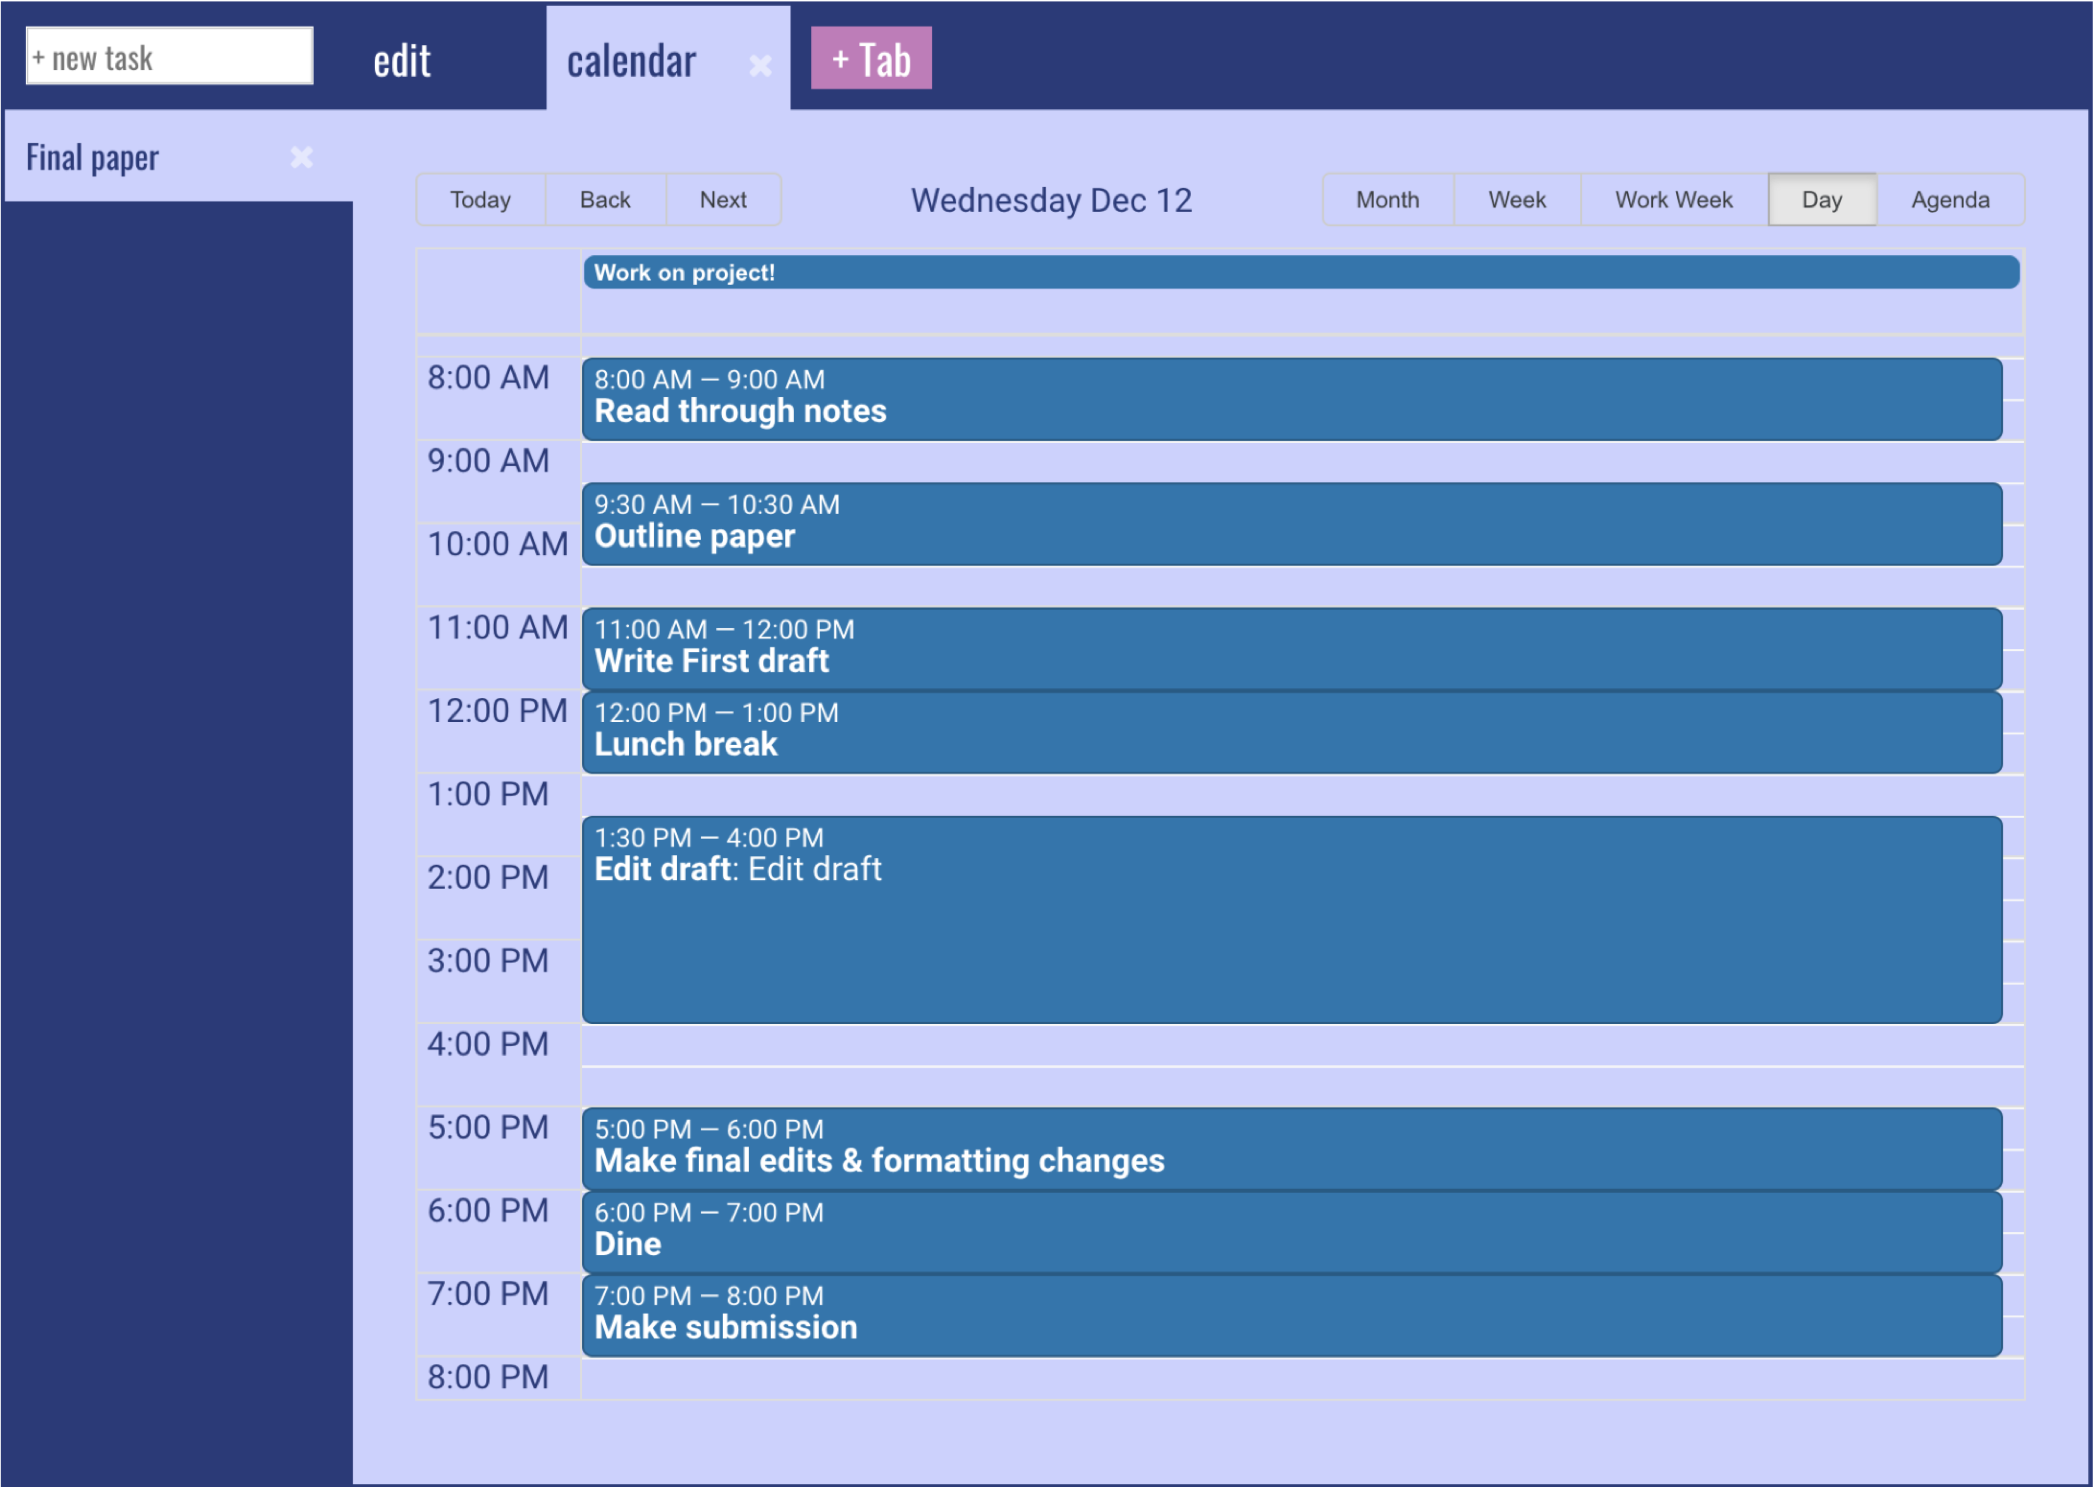 + new task
edit
calendar ×
+ Tab
Final paper ×
Today Back Next
Wednesday Dec 12
Month Week Work Week Day Agenda
Work on project!
8:00 AM
8:00 AM — 9:00 AM
Read through notes
9:00 AM
9:30 AM — 10:30 AM
Outline paper
10:00 AM
11:00 AM
11:00 AM — 12:00 PM
Write First draft
12:00 PM
12:00 PM — 1:00 PM
Lunch break
1:00 PM
1:30 PM — 4:00 PM
Edit draft: Edit draft
2:00 PM
3:00 PM
4:00 PM
5:00 PM
5:00 PM — 6:00 PM
Make final edits & formatting changes
6:00 PM
6:00 PM — 7:00 PM
Dine
7:00 PM
7:00 PM — 8:00 PM
Make submission
8:00 PM